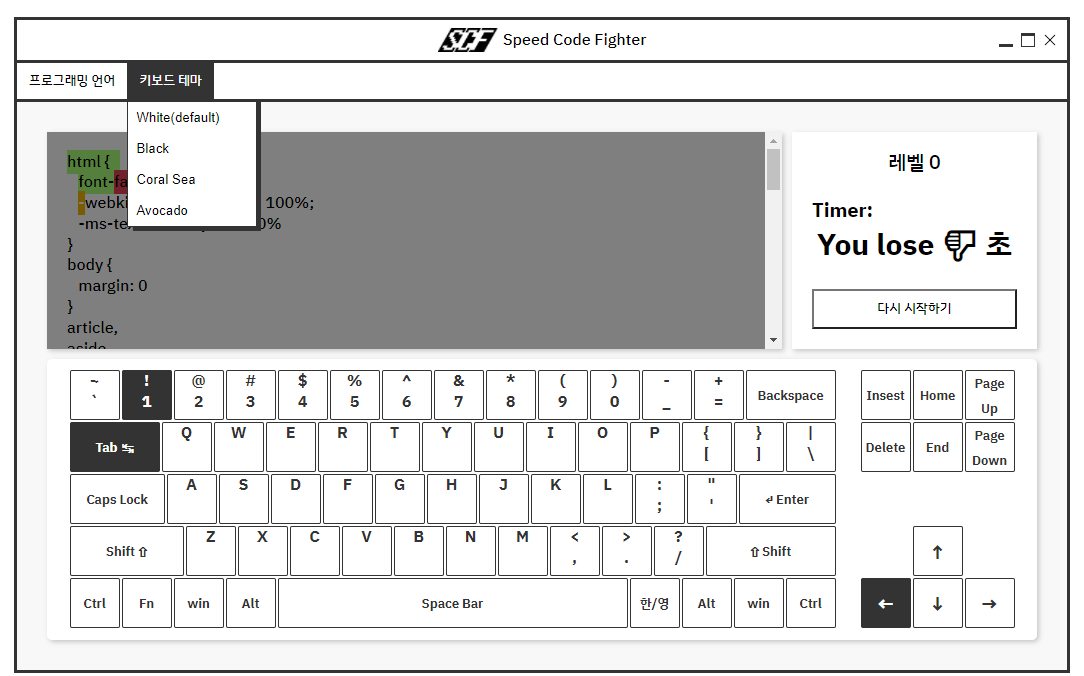 SCF Speed Code Fighter
프로그래밍 언어 키보드 테마
White(default)
Black
Coral Sea
Avocado
html {
font-fa
-webki 100%;
-ms-te 0%
}
body {
margin: 0
}
article,
aside
레벨 0
Timer:
You lose 👎 초
다시 시작하기
~ ! @ # $ % ^ & * ( ) - +
` 1 2 3 4 5 6 7 8 9 0 _ = Backspace
Tab ↹ Q W E R T Y U I O P { } |
[ ] \
Caps Lock A S D F G H J K L : "
; ' ↲ Enter
Shift ⇧ Z X C V B N M < > ?
, . / ⇧ Shift
Ctrl Fn win Alt Space Bar 한/영 Alt win Ctrl
Insest Home Page Up
Delete End Page Down
↑
← ↓ →